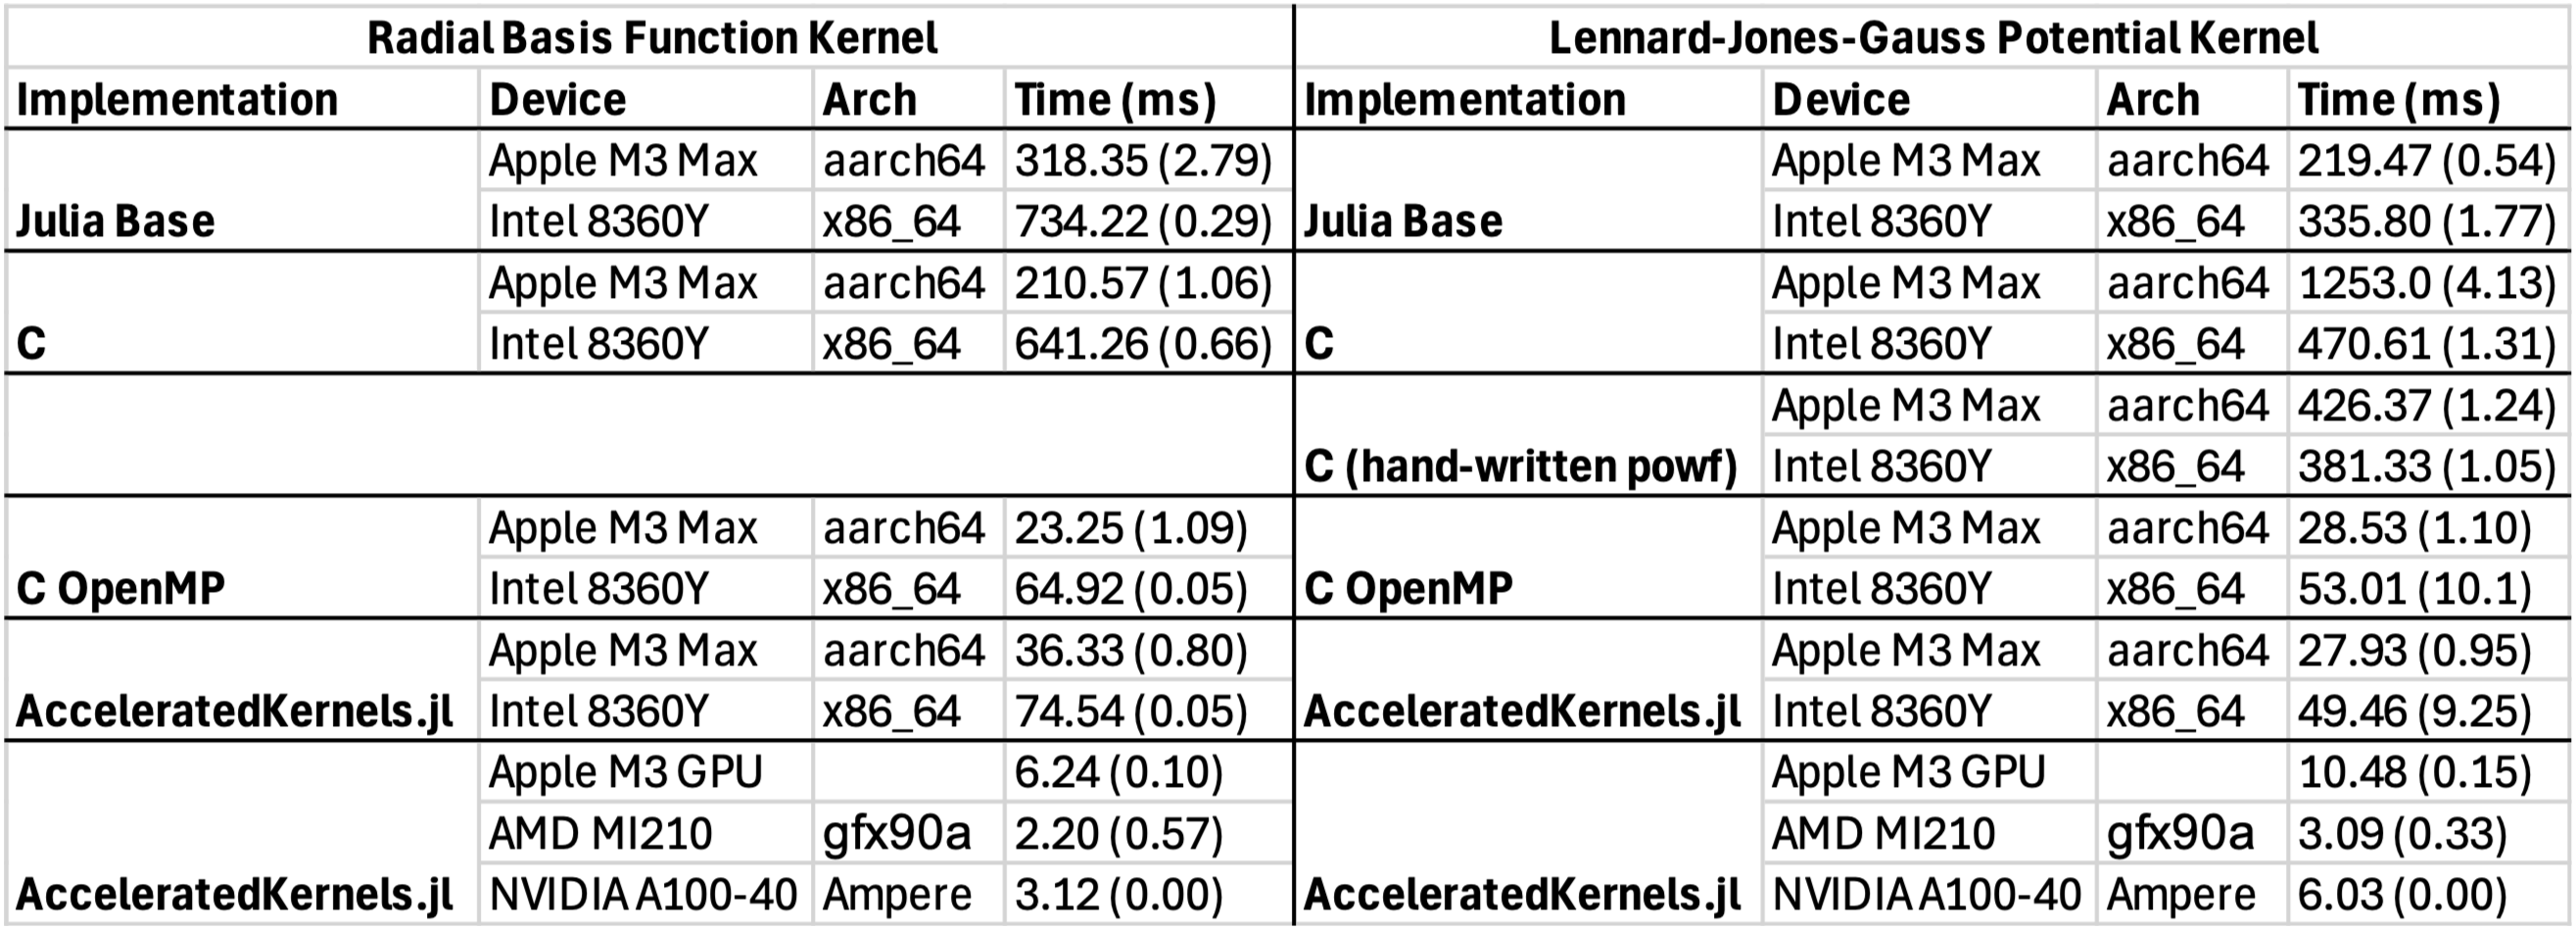 Radial Basis Function Kernel Lennard-Jones-Gauss Potential Kernel
Implementation Device Arch Time (ms) Implementation Device Arch Time (ms)
Apple M3 Max aarch64 318.35 (2.79) Apple M3 Max aarch64 219.47 (0.54)
Julia Base Intel 8360Y x86_64 734.22 (0.29) Julia Base Intel 8360Y x86_64 335.80 (1.77)
Apple M3 Max aarch64 210.57 (1.06) Apple M3 Max aarch64 1253.0 (4.13)
C Intel 8360Y x86_64 641.26 (0.66) C Intel 8360Y x86_64 470.61 (1.31)
Apple M3 Max aarch64 426.37 (1.24)
C (hand-written powf) Intel 8360Y x86_64 381.33 (1.05)
Apple M3 Max aarch64 23.25 (1.09) Apple M3 Max aarch64 28.53 (1.10)
C OpenMP Intel 8360Y x86_64 64.92 (0.05) C OpenMP Intel 8360Y x86_64 53.01 (10.1)
Apple M3 Max aarch64 36.33 (0.80) Apple M3 Max aarch64 27.93 (0.95)
AcceleratedKernels.jl Intel 8360Y x86_64 74.54 (0.05) AcceleratedKernels.jl Intel 8360Y x86_64 49.46 (9.25)
Apple M3 GPU 6.24 (0.10) Apple M3 GPU 10.48 (0.15)
AMD MI210 gfx90a 2.20 (0.57) AMD MI210 gfx90a 3.09 (0.33)
AcceleratedKernels.jl NVIDIA A100-40 Ampere 3.12 (0.00) AcceleratedKernels.jl NVIDIA A100-40 Ampere 6.03 (0.00)